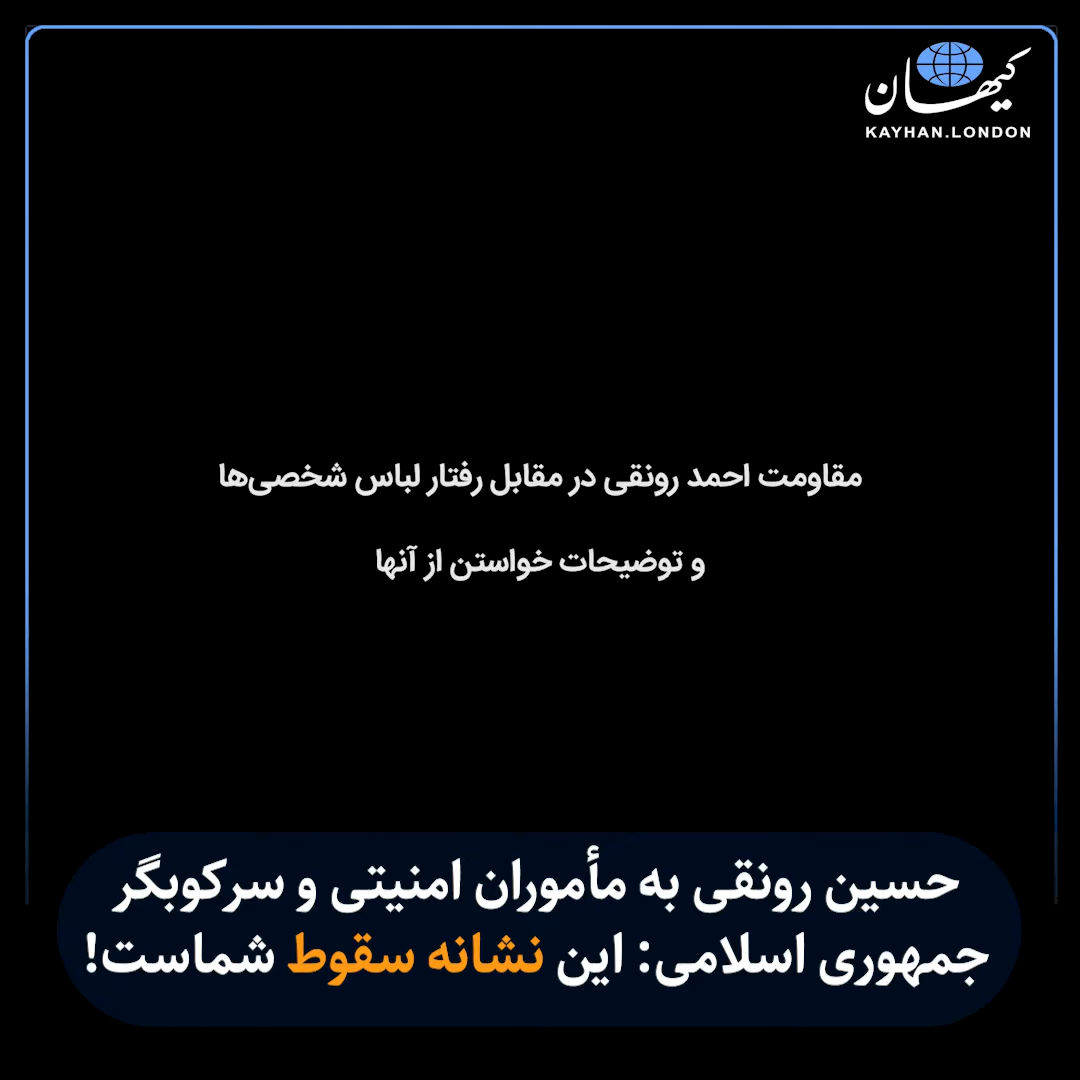 کیهان
KAYHAN.LONDON
مقاومت احمد رونقی در مقابل رفتار لباس شخصی‌ها
و توضیحات خواستن از آنها
حسین رونقی به مأموران امنیتی و سرکوبگر
جمهوری اسلامی: این نشانه سقوط شماست!